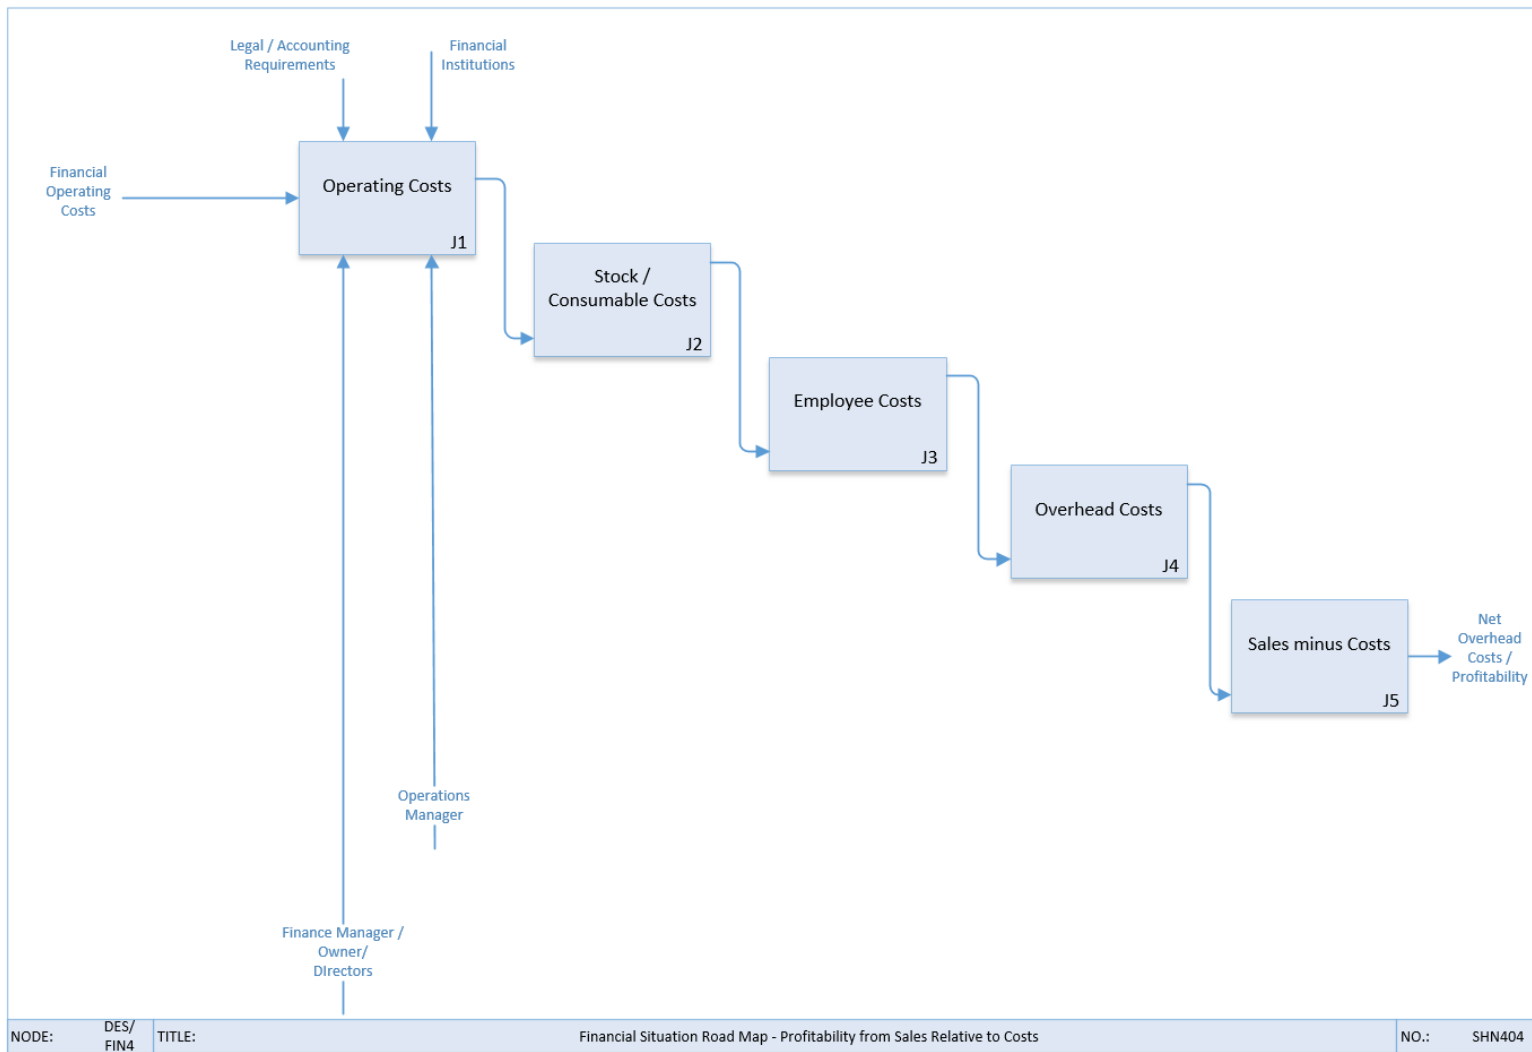 Legal / Accounting
Requirements
Financial
Institutions
Financial
Operating
Costs
Operating Costs
J1
Stock /
Consumable Costs
J2
Employee Costs
J3
Overhead Costs
J4
Sales minus Costs
J5
Net
Overhead
Costs /
Profitability
Operations
Manager
Finance Manager /
Owner/
DIrectors
NODE:
DES/
FIN4
TITLE:
Financial Situation Road Map - Profitability from Sales Relative to Costs
NO.:
SHN404